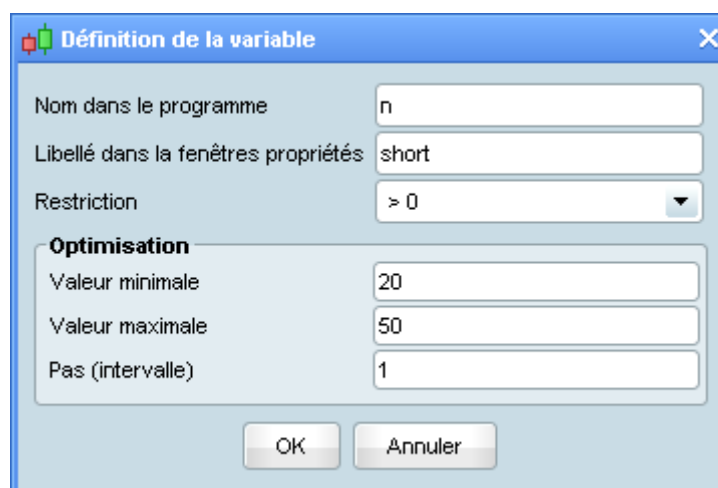 Définition de la variable
Nom dans le programme n
Libellé dans la fenêtres propriétés short
Restriction > 0
Optimisation
Valeur minimale 20
Valeur maximale 50
Pas (intervalle) 1
OK Annuler